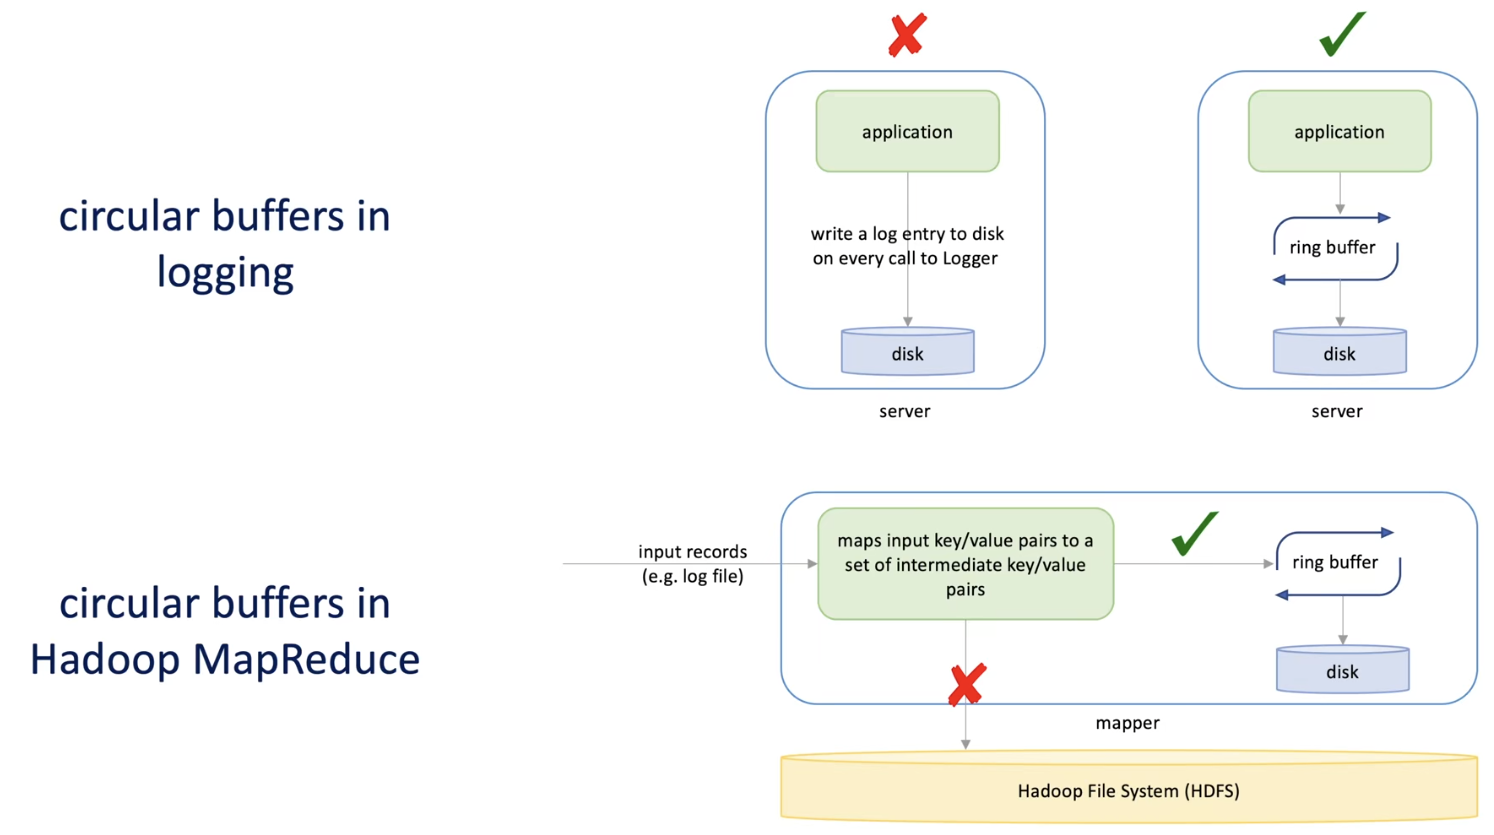 circular buffers in
logging
application
write a log entry to disk
on every call to Logger
disk
server
application
ring buffer
disk
server
circular buffers in
Hadoop MapReduce
input records
(e.g. log file)
maps input key/value pairs to a
set of intermediate key/value
pairs
ring buffer
disk
mapper
Hadoop File System (HDFS)